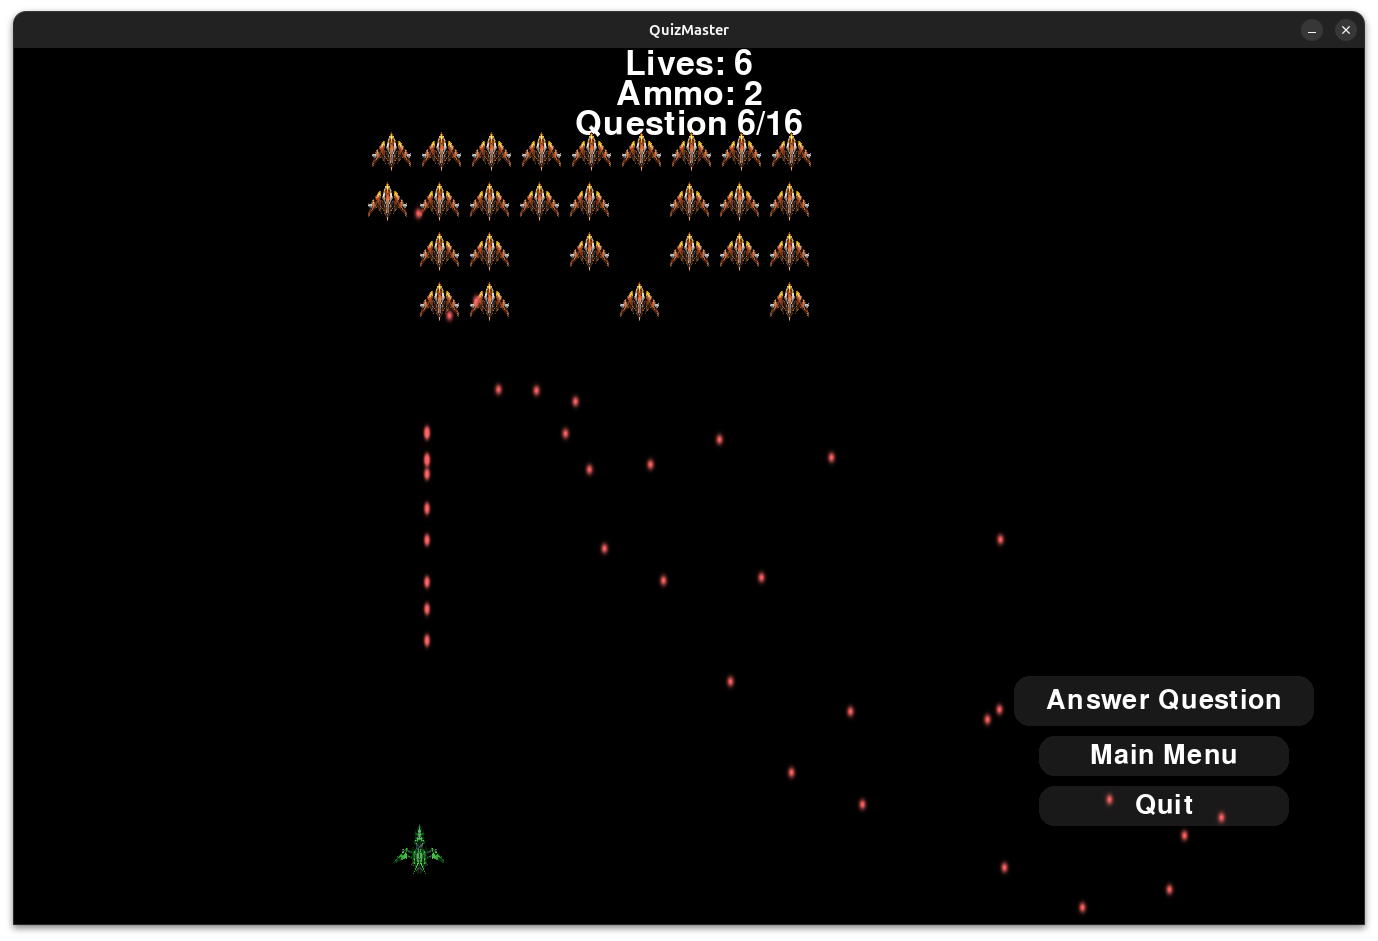 QuizMaster
Lives: 6
Ammo: 2
Question 6/16
Answer Question
Main Menu
Quit